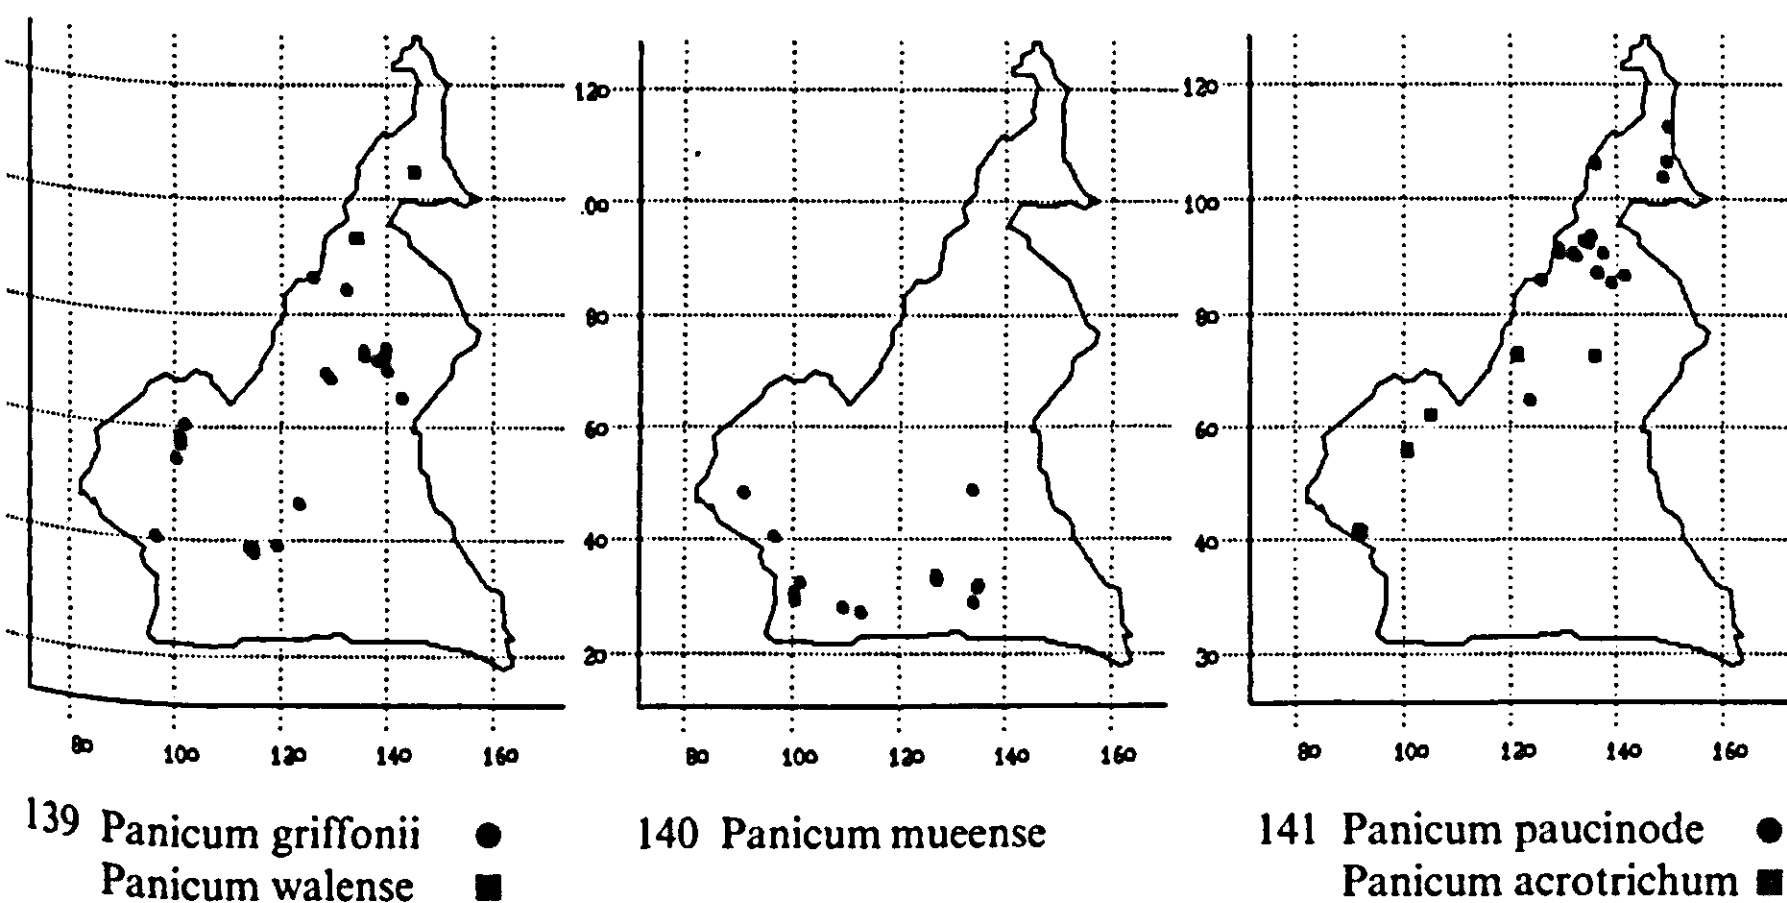 120
.00
80
60
40
20
120
100
80
60
40
30
80 100 120 140 160
80 100 120 140 160
80 100 120 140 160
139 Panicum griffonii
Panicum walense
140 Panicum mueense
141 Panicum paucinode
Panicum acrotrichum